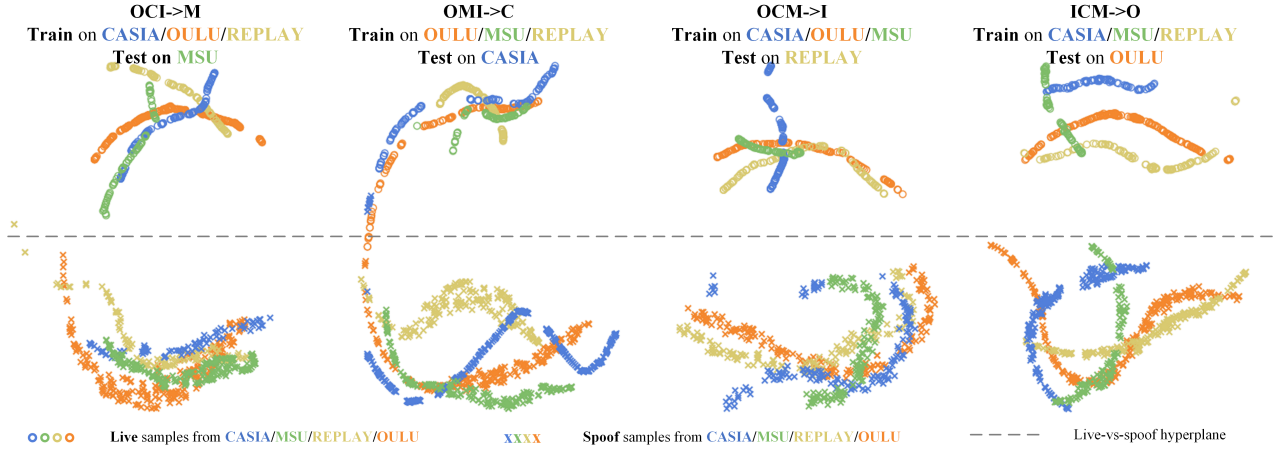 OCI->M
Train on CASIA/OULU/REPLAY
Test on MSU
OMI->C
Train on OULU/MSU/REPLAY
Test on CASIA
OCM->I
Train on CASIA/OULU/MSU
Test on REPLAY
ICM->O
Train on CASIA/MSU/REPLAY
Test on OULU
Live samples from CASIA/MSU/REPLAY/OULU
xxxx Spoof samples from CASIA/MSU/REPLAY/OULU
Live-vs-spoof hyperplane